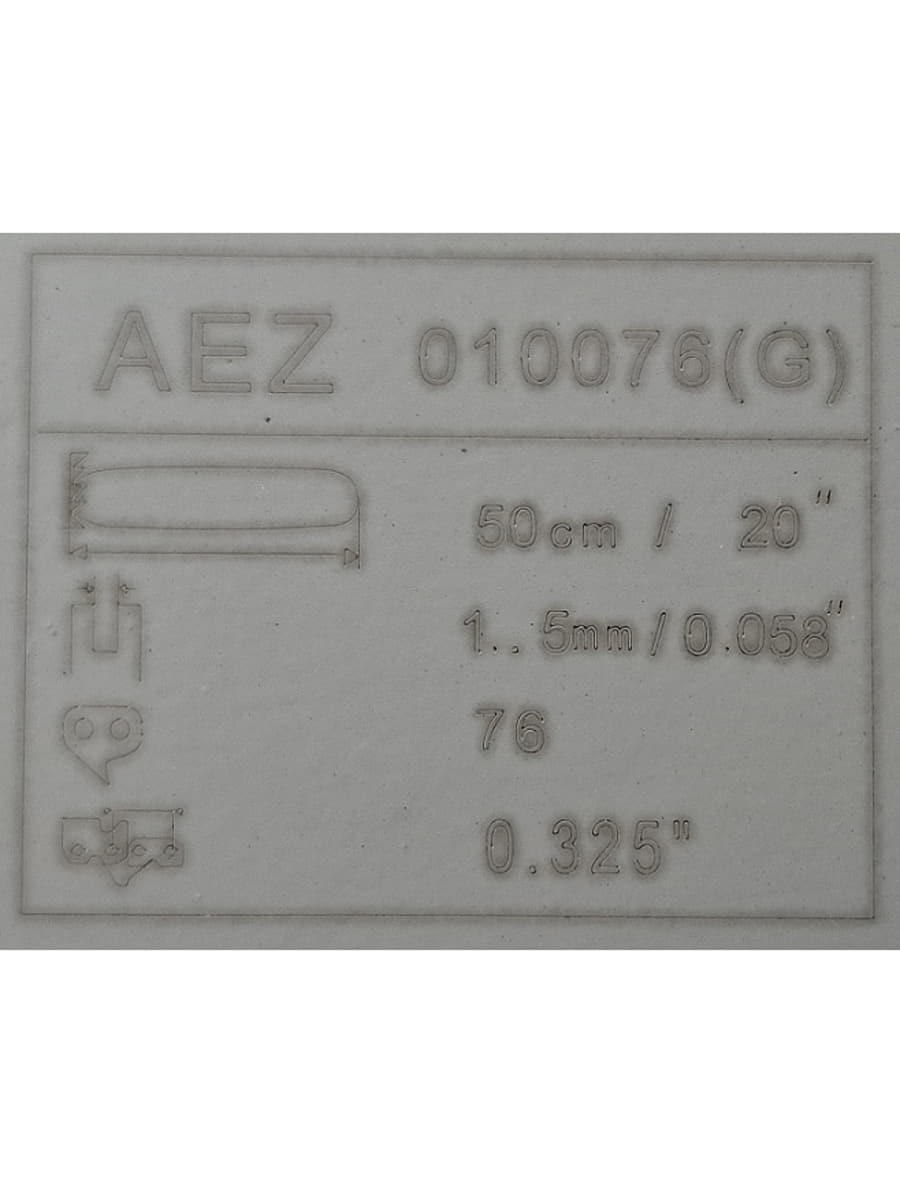 AEZ 010076(G)
50cm / 20"
1..5mm/0.058"
76
0.325"